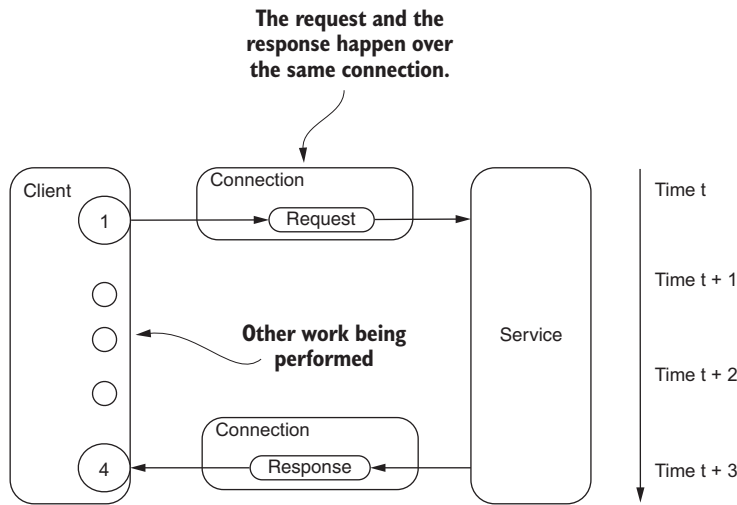 The request and the
response happen over
the same connection.
Client
Connection
1
Request
Time t
Time t + 1
Other work being
performed
Service
Time t + 2
Connection
4
Response
Time t + 3